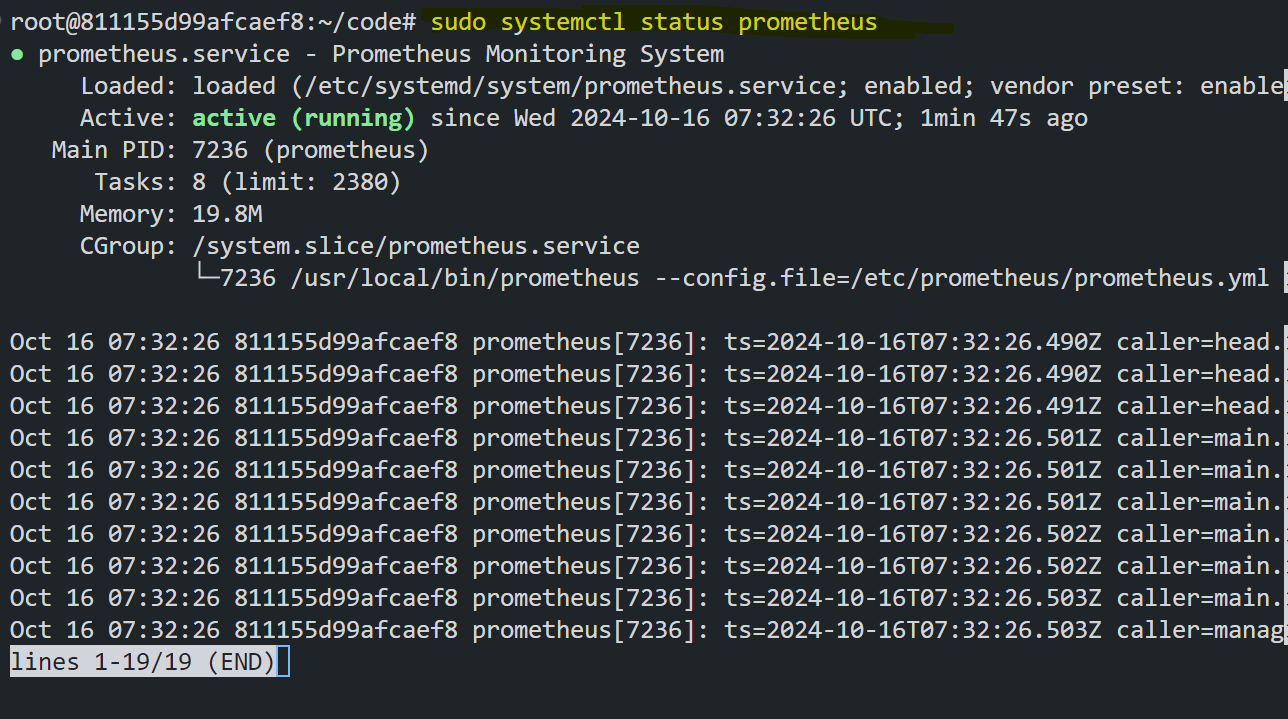 root@811155d99afcaef8:~/code# sudo systemctl status prometheus
● prometheus.service - Prometheus Monitoring System
Loaded: loaded (/etc/systemd/system/prometheus.service; enabled; vendor preset: enable
Active: active (running) since Wed 2024-10-16 07:32:26 UTC; 1min 47s ago
Main PID: 7236 (prometheus)
Tasks: 8 (limit: 2380)
Memory: 19.8M
CGroup: /system.slice/prometheus.service
└─7236 /usr/local/bin/prometheus --config.file=/etc/prometheus/prometheus.yml
Oct 16 07:32:26 811155d99afcaef8 prometheus[7236]: ts=2024-10-16T07:32:26.490Z caller=head.
Oct 16 07:32:26 811155d99afcaef8 prometheus[7236]: ts=2024-10-16T07:32:26.490Z caller=head.
Oct 16 07:32:26 811155d99afcaef8 prometheus[7236]: ts=2024-10-16T07:32:26.491Z caller=head.
Oct 16 07:32:26 811155d99afcaef8 prometheus[7236]: ts=2024-10-16T07:32:26.501Z caller=main.
Oct 16 07:32:26 811155d99afcaef8 prometheus[7236]: ts=2024-10-16T07:32:26.501Z caller=main.
Oct 16 07:32:26 811155d99afcaef8 prometheus[7236]: ts=2024-10-16T07:32:26.501Z caller=main.
Oct 16 07:32:26 811155d99afcaef8 prometheus[7236]: ts=2024-10-16T07:32:26.502Z caller=main.
Oct 16 07:32:26 811155d99afcaef8 prometheus[7236]: ts=2024-10-16T07:32:26.502Z caller=main.
Oct 16 07:32:26 811155d99afcaef8 prometheus[7236]: ts=2024-10-16T07:32:26.503Z caller=main.
Oct 16 07:32:26 811155d99afcaef8 prometheus[7236]: ts=2024-10-16T07:32:26.503Z caller=manag
lines 1-19/19 (END)